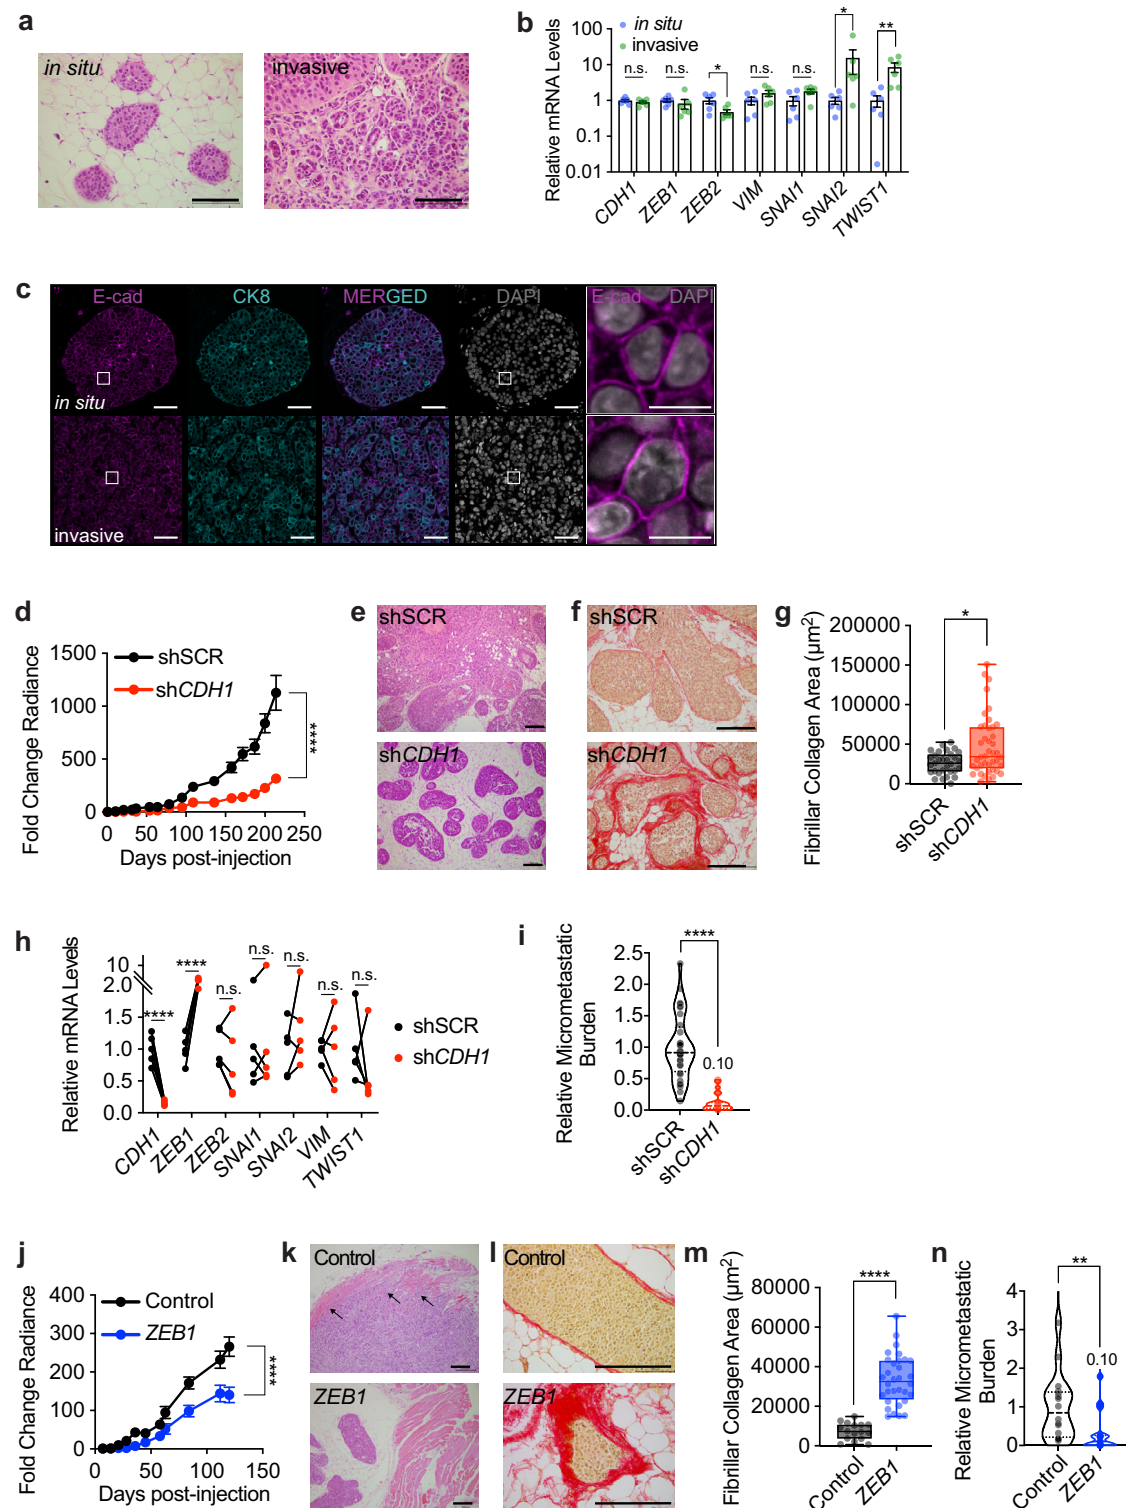 a
in situ
invasive
b
Relative mRNA Levels
100
10
1
0.1
0.01
in situ
invasive
n.s.
n.s.
*
n.s.
n.s.
*
**
CDH1
ZEB1
ZEB2
VIM
SNAI1
SNAI2
TWIST1
c
E-cad
CK8
MERGED
DAPI
E-cad DAPI
in situ
invasive
d
Fold Change Radiance
1500
1000
500
0
shSCR
shCDH1
****
0 50 100 150 200 250
Days post-injection
e
shSCR
shCDH1
f
shSCR
shCDH1
g
Fibrillar Collagen Area (µm²)
200000
150000
100000
50000
0
*
shSCR
shCDH1
h
Relative mRNA Levels
10
2.0
1.5
1.0
0.5
0.0
****
****
n.s.
n.s.
n.s.
n.s.
n.s.
shSCR
shCDH1
CDH1
ZEB1
ZEB2
SNAI1
SNAI2
VIM
TWIST1
i
Relative Micrometastatic
Burden
2.5
2.0
1.5
1.0
0.5
0.0
****
0.10
shSCR
shCDH1
j
Fold Change Radiance
400
300
200
100
0
Control
ZEB1
****
0 50 100 150
Days post-injection
k
Control
ZEB1
l
Control
ZEB1
m
Fibrillar Collagen Area (µm²)
80000
60000
40000
20000
0
****
Control
ZEB1
n
Relative Micrometastatic
Burden
4
3
2
1
0
**
0.10
Control
ZEB1